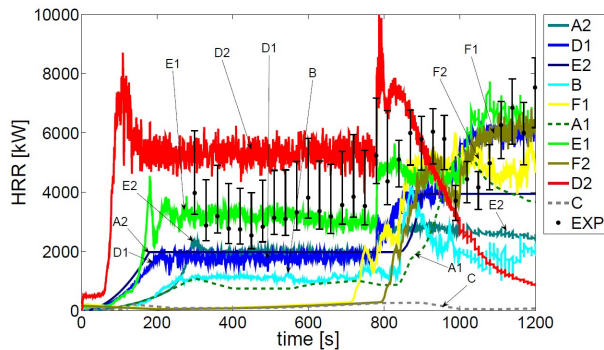 10000
8000
6000
4000
2000
0
HRR [kW]
0
200
400
600
800
1000
1200
time [s]
E1
D2
D1
B
F2
F1
E2
A2
D1
E2
A1
C
A2
D1
E2
B
F1
A1
E1
F2
D2
C
EXP